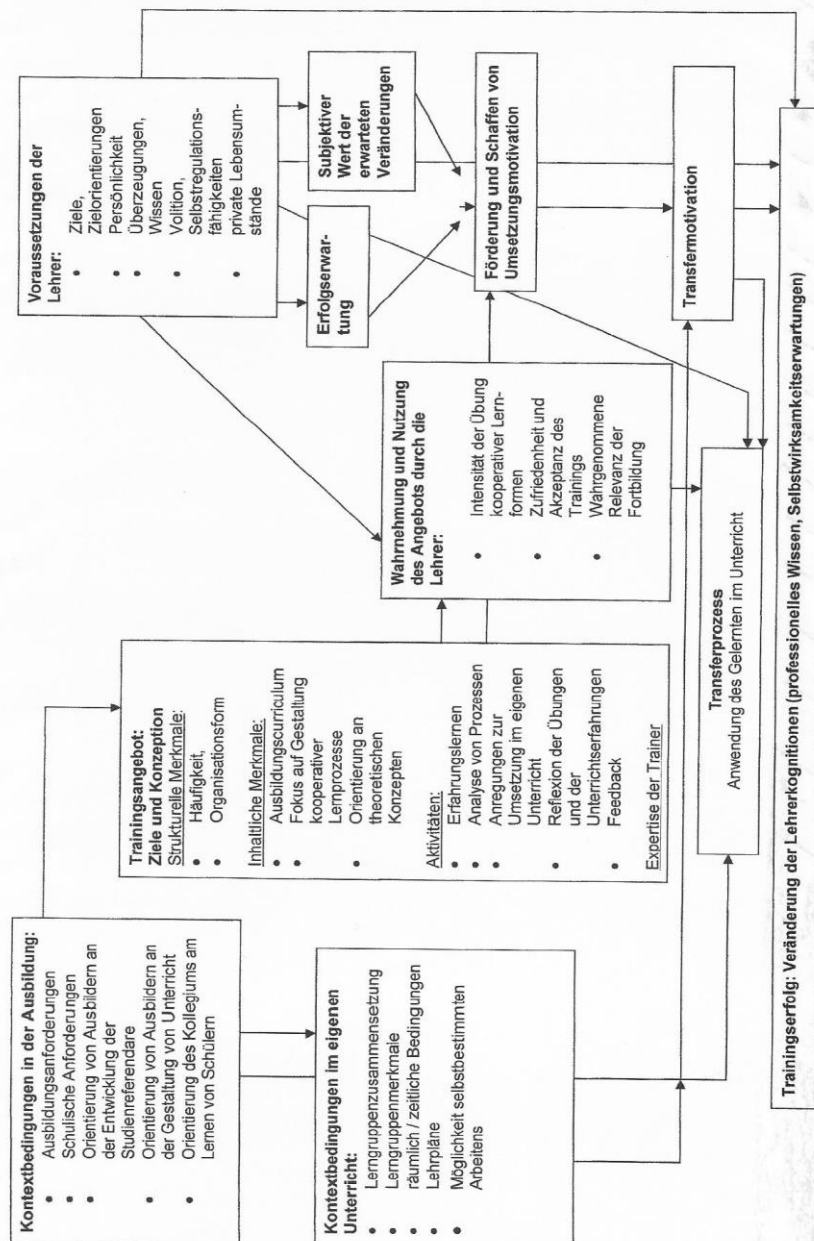 Kontextbedingungen in der Ausbildung:
• Ausbildungsanforderungen
• Schulische Anforderungen
• Orientierung von Ausbildern an
der Entwicklung der
Studienreferendare
• Orientierung von Ausbildern an
der Gestaltung von Unterricht
• Orientierung des Kollegiums am
Lernen von Schülern
Kontextbedingungen im eigenen
Unterricht:
• Lerngruppenzusammensetzung
• Lerngruppenmerkmale
• räumlich / zeitliche Bedingungen
• Lehrpläne
• Möglichkeit selbstbestimmten
Arbeitens
Trainingsangebot:
Ziele und Konzeption
Strukturelle Merkmale:
• Häufigkeit,
• Organisationsform
Inhaltliche Merkmale:
• Ausbildungscurriculum
• Fokus auf Gestaltung
kooperativer
Lernprozesse
• Orientierung an
theoretischen
Konzepten
Aktivitäten:
• Erfahrungslernen
• Analyse von Prozessen
• Anregungen zur
Umsetzung im eigenen
Unterricht
• Reflexion der Übungen
und der
Unterrichtserfahrungen
• Feedback
Expertise der Trainer
Voraussetzungen der
Lehrer:
• Ziele,
Zielorientierungen
• Persönlichkeit
• Überzeugungen,
Wissen
• Volition,
Selbstregulations-
fähigkeiten
• private Lebensum-
stände
Wahrnehmung und Nutzung
des Angebots durch die
Lehrer:
• Intensität der Übung
kooperativer Lern-
formen
• Zufriedenheit und
Akzeptanz des
Trainings
• Wahrgenommene
Relevanz der
Fortbildung
Erfolgserwar-
tung
Subjektiver
Wert der
erwarteten
Veränderungen
Förderung und Schaffen von
Umsetzungsmotivation
Transfermotivation
Transferprozess
Anwendung des Gelernten im Unterricht
Trainingserfolg: Veränderung der Lehrerkognitionen (professionelles Wissen, Selbstwirksamkeitserwartungen)